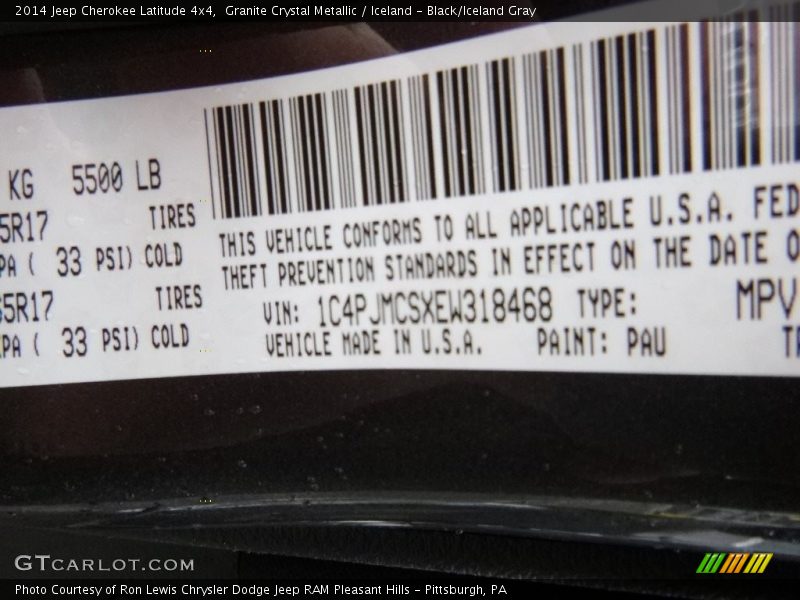 2014 Jeep Cherokee Latitude 4x4,  Granite Crystal Metallic / Iceland - Black/Iceland Gray
KG 5500 LB
5R17 TIRES
PA ( 33 PSI) COLD
5R17 TIRES
PA ( 33 PSI) COLD
THIS VEHICLE CONFORMS TO ALL APPLICABLE U.S.A. FED
THEFT PREVENTION STANDARDS IN EFFECT ON THE DATE O
VIN: 1C4PJMCSXEW318468 TYPE: MPV
VEHICLE MADE IN U.S.A. PAINT: PAU
GTCARLOT.COM
Photo Courtesy of Ron Lewis Chrysler Dodge Jeep RAM Pleasant Hills - Pittsburgh, PA